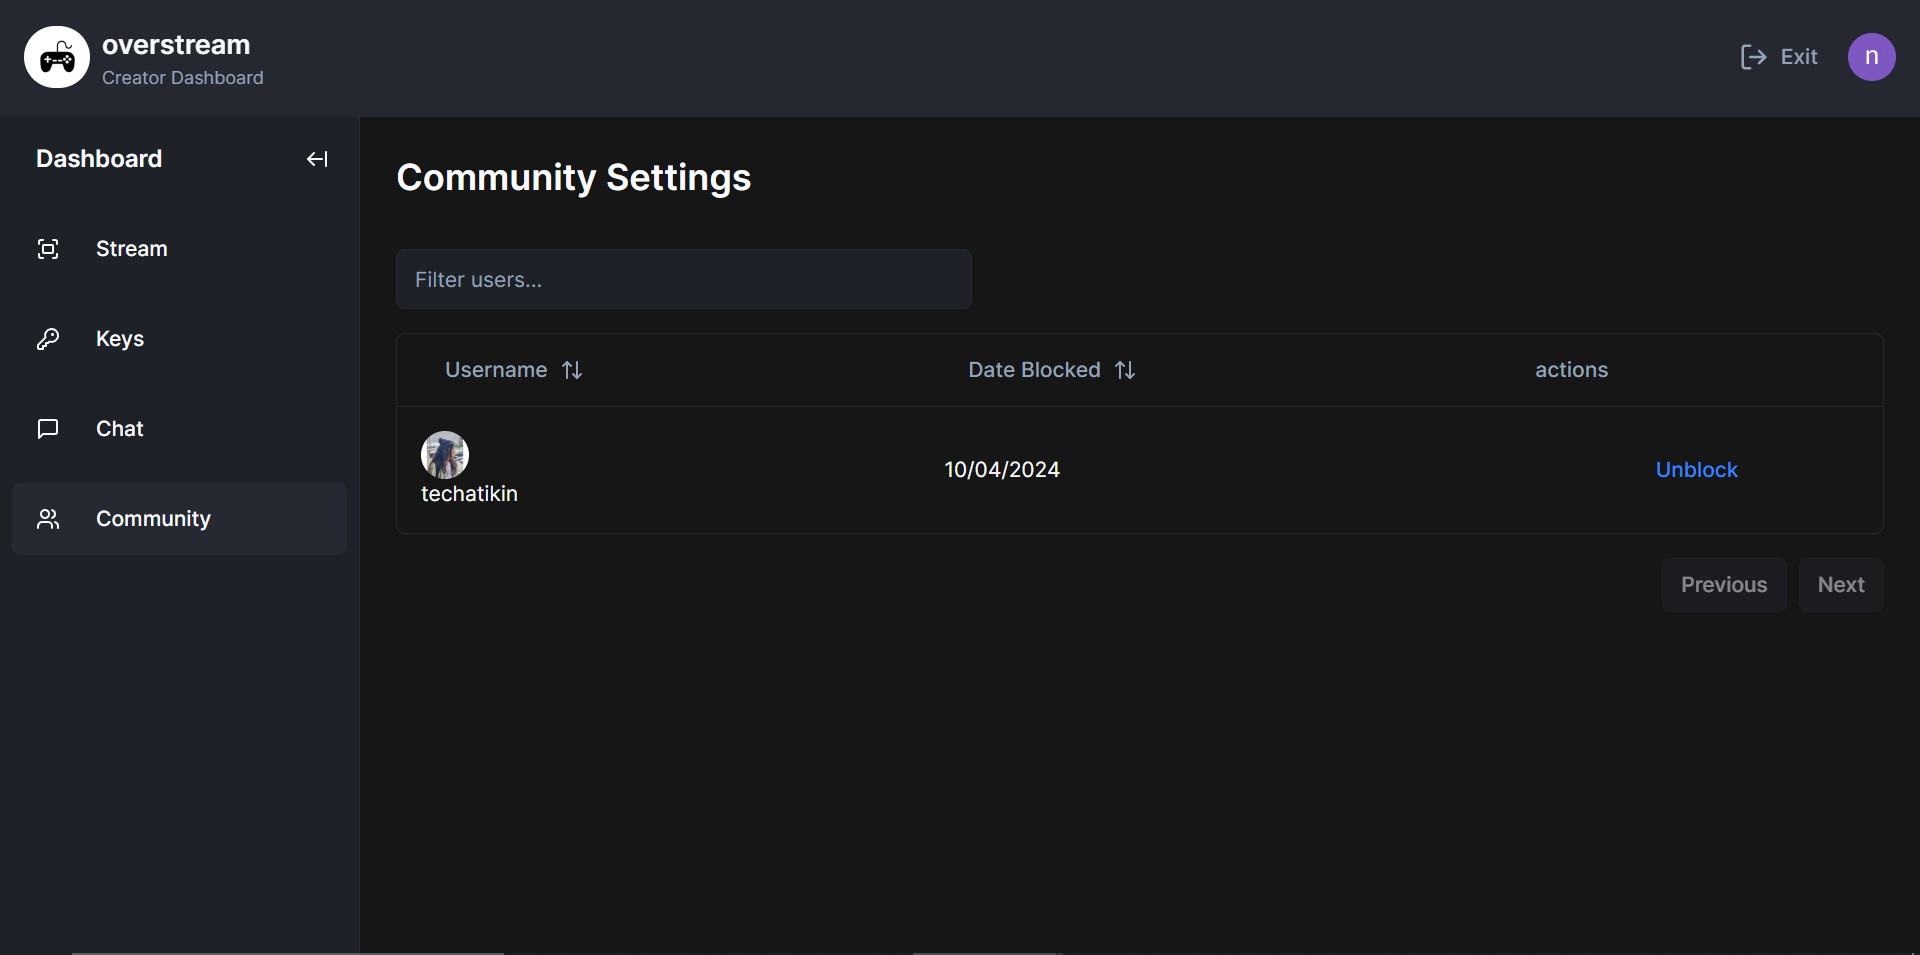 overstream
Creator Dashboard
Exit
n
Dashboard
Stream
Keys
Chat
Community
Community Settings
Filter users...
Username Date Blocked actions
techatikin 10/04/2024 Unblock
Previous Next